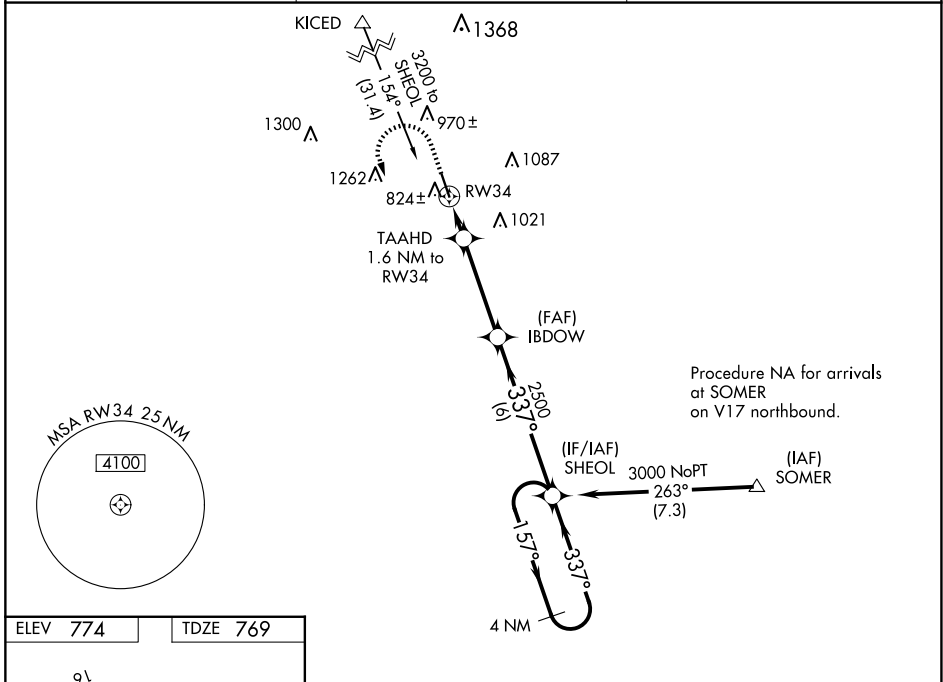 KICED
1368
3200 to
SHEOL
154°
(31.4)
970±
1300
1087
1262
824±
RW34
1021
TAAHD
1.6 NM to
RW34
(FAF)
IBDOW
Procedure NA for arrivals
at SOMER
on V17 northbound.
2500
337°
(6)
MSA RW34 25 NM
4100
(IF/IAF)
SHEOL
3000 NoPT
263°
(7.3)
(IAF)
SOMER
157°
337°
4 NM
ELEV 774
TDZE 769
16